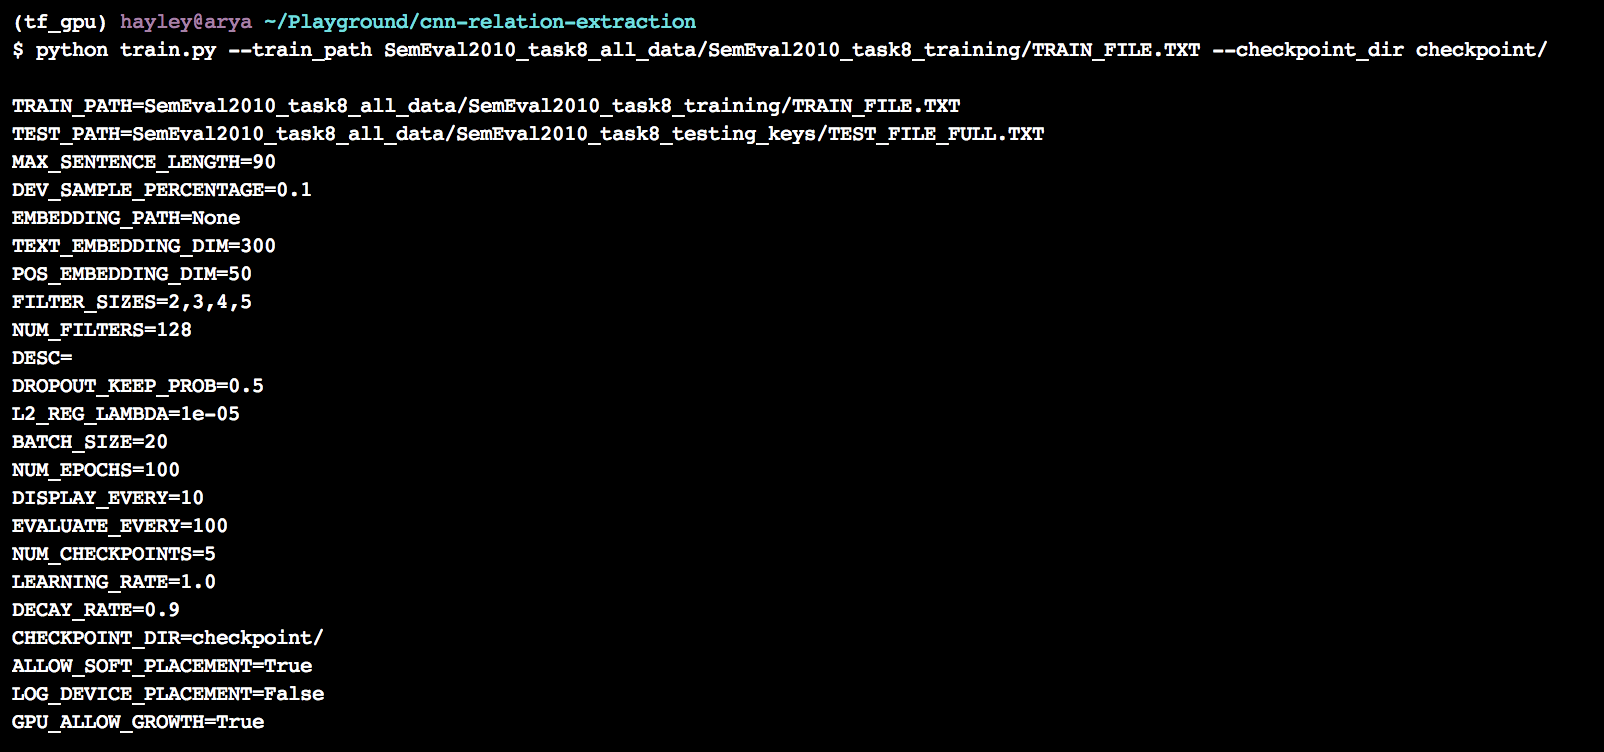 (tf_gpu) hayley@arya ~/Playground/cnn-relation-extraction
$ python train.py --train_path SemEval2010_task8_all_data/SemEval2010_task8_training/TRAIN_FILE.TXT --checkpoint_dir checkpoint/
TRAIN_PATH=SemEval2010_task8_all_data/SemEval2010_task8_training/TRAIN_FILE.TXT
TEST_PATH=SemEval2010_task8_all_data/SemEval2010_task8_testing_keys/TEST_FILE_FULL.TXT
MAX_SENTENCE_LENGTH=90
DEV_SAMPLE_PERCENTAGE=0.1
EMBEDDING_PATH=None
TEXT_EMBEDDING_DIM=300
POS_EMBEDDING_DIM=50
FILTER_SIZES=2,3,4,5
NUM_FILTERS=128
DESC=
DROPOUT_KEEP_PROB=0.5
L2_REG_LAMBDA=1e-05
BATCH_SIZE=20
NUM_EPOCHS=100
DISPLAY_EVERY=10
EVALUATE_EVERY=100
NUM_CHECKPOINTS=5
LEARNING_RATE=1.0
DECAY_RATE=0.9
CHECKPOINT_DIR=checkpoint/
ALLOW_SOFT_PLACEMENT=True
LOG_DEVICE_PLACEMENT=False
GPU_ALLOW_GROWTH=True